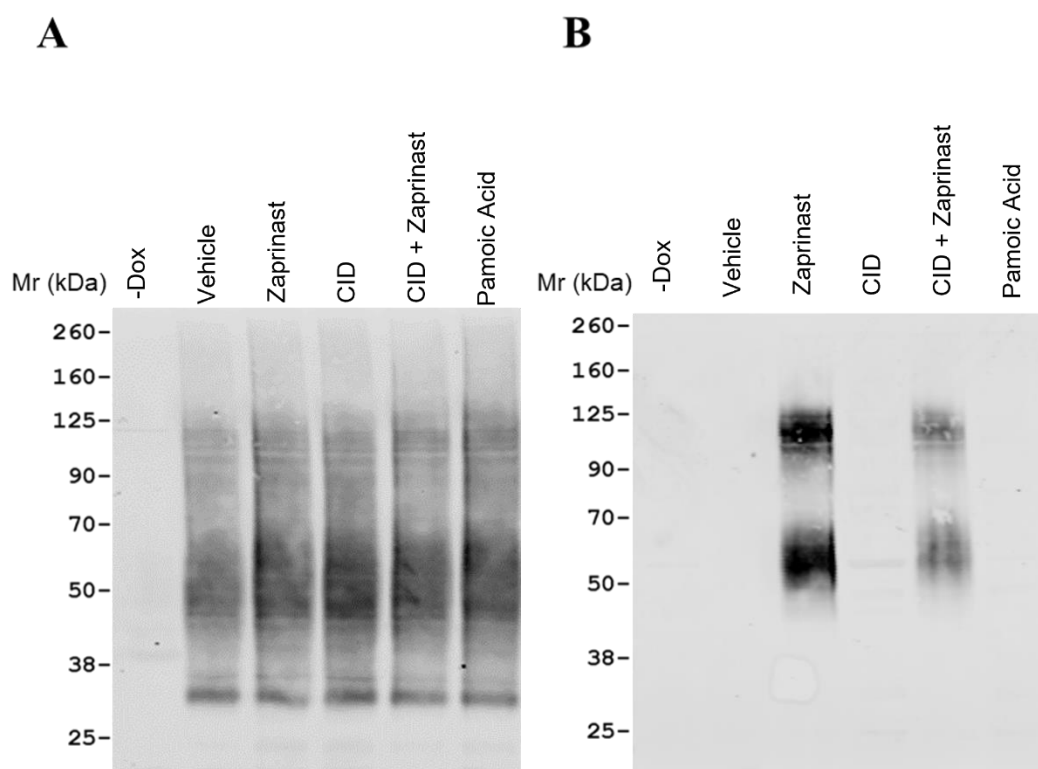 A
B
Mr (kDa)
-Dox
Vehicle
Zaprinast
CID
CID + Zaprinast
Pamoic Acid
260-
160-
125-
90-
70-
50-
38-
25-
Mr (kDa)
-Dox
Vehicle
Zaprinast
CID
CID + Zaprinast
Pamoic Acid
260-
160-
125-
90-
70-
50-
38-
25-